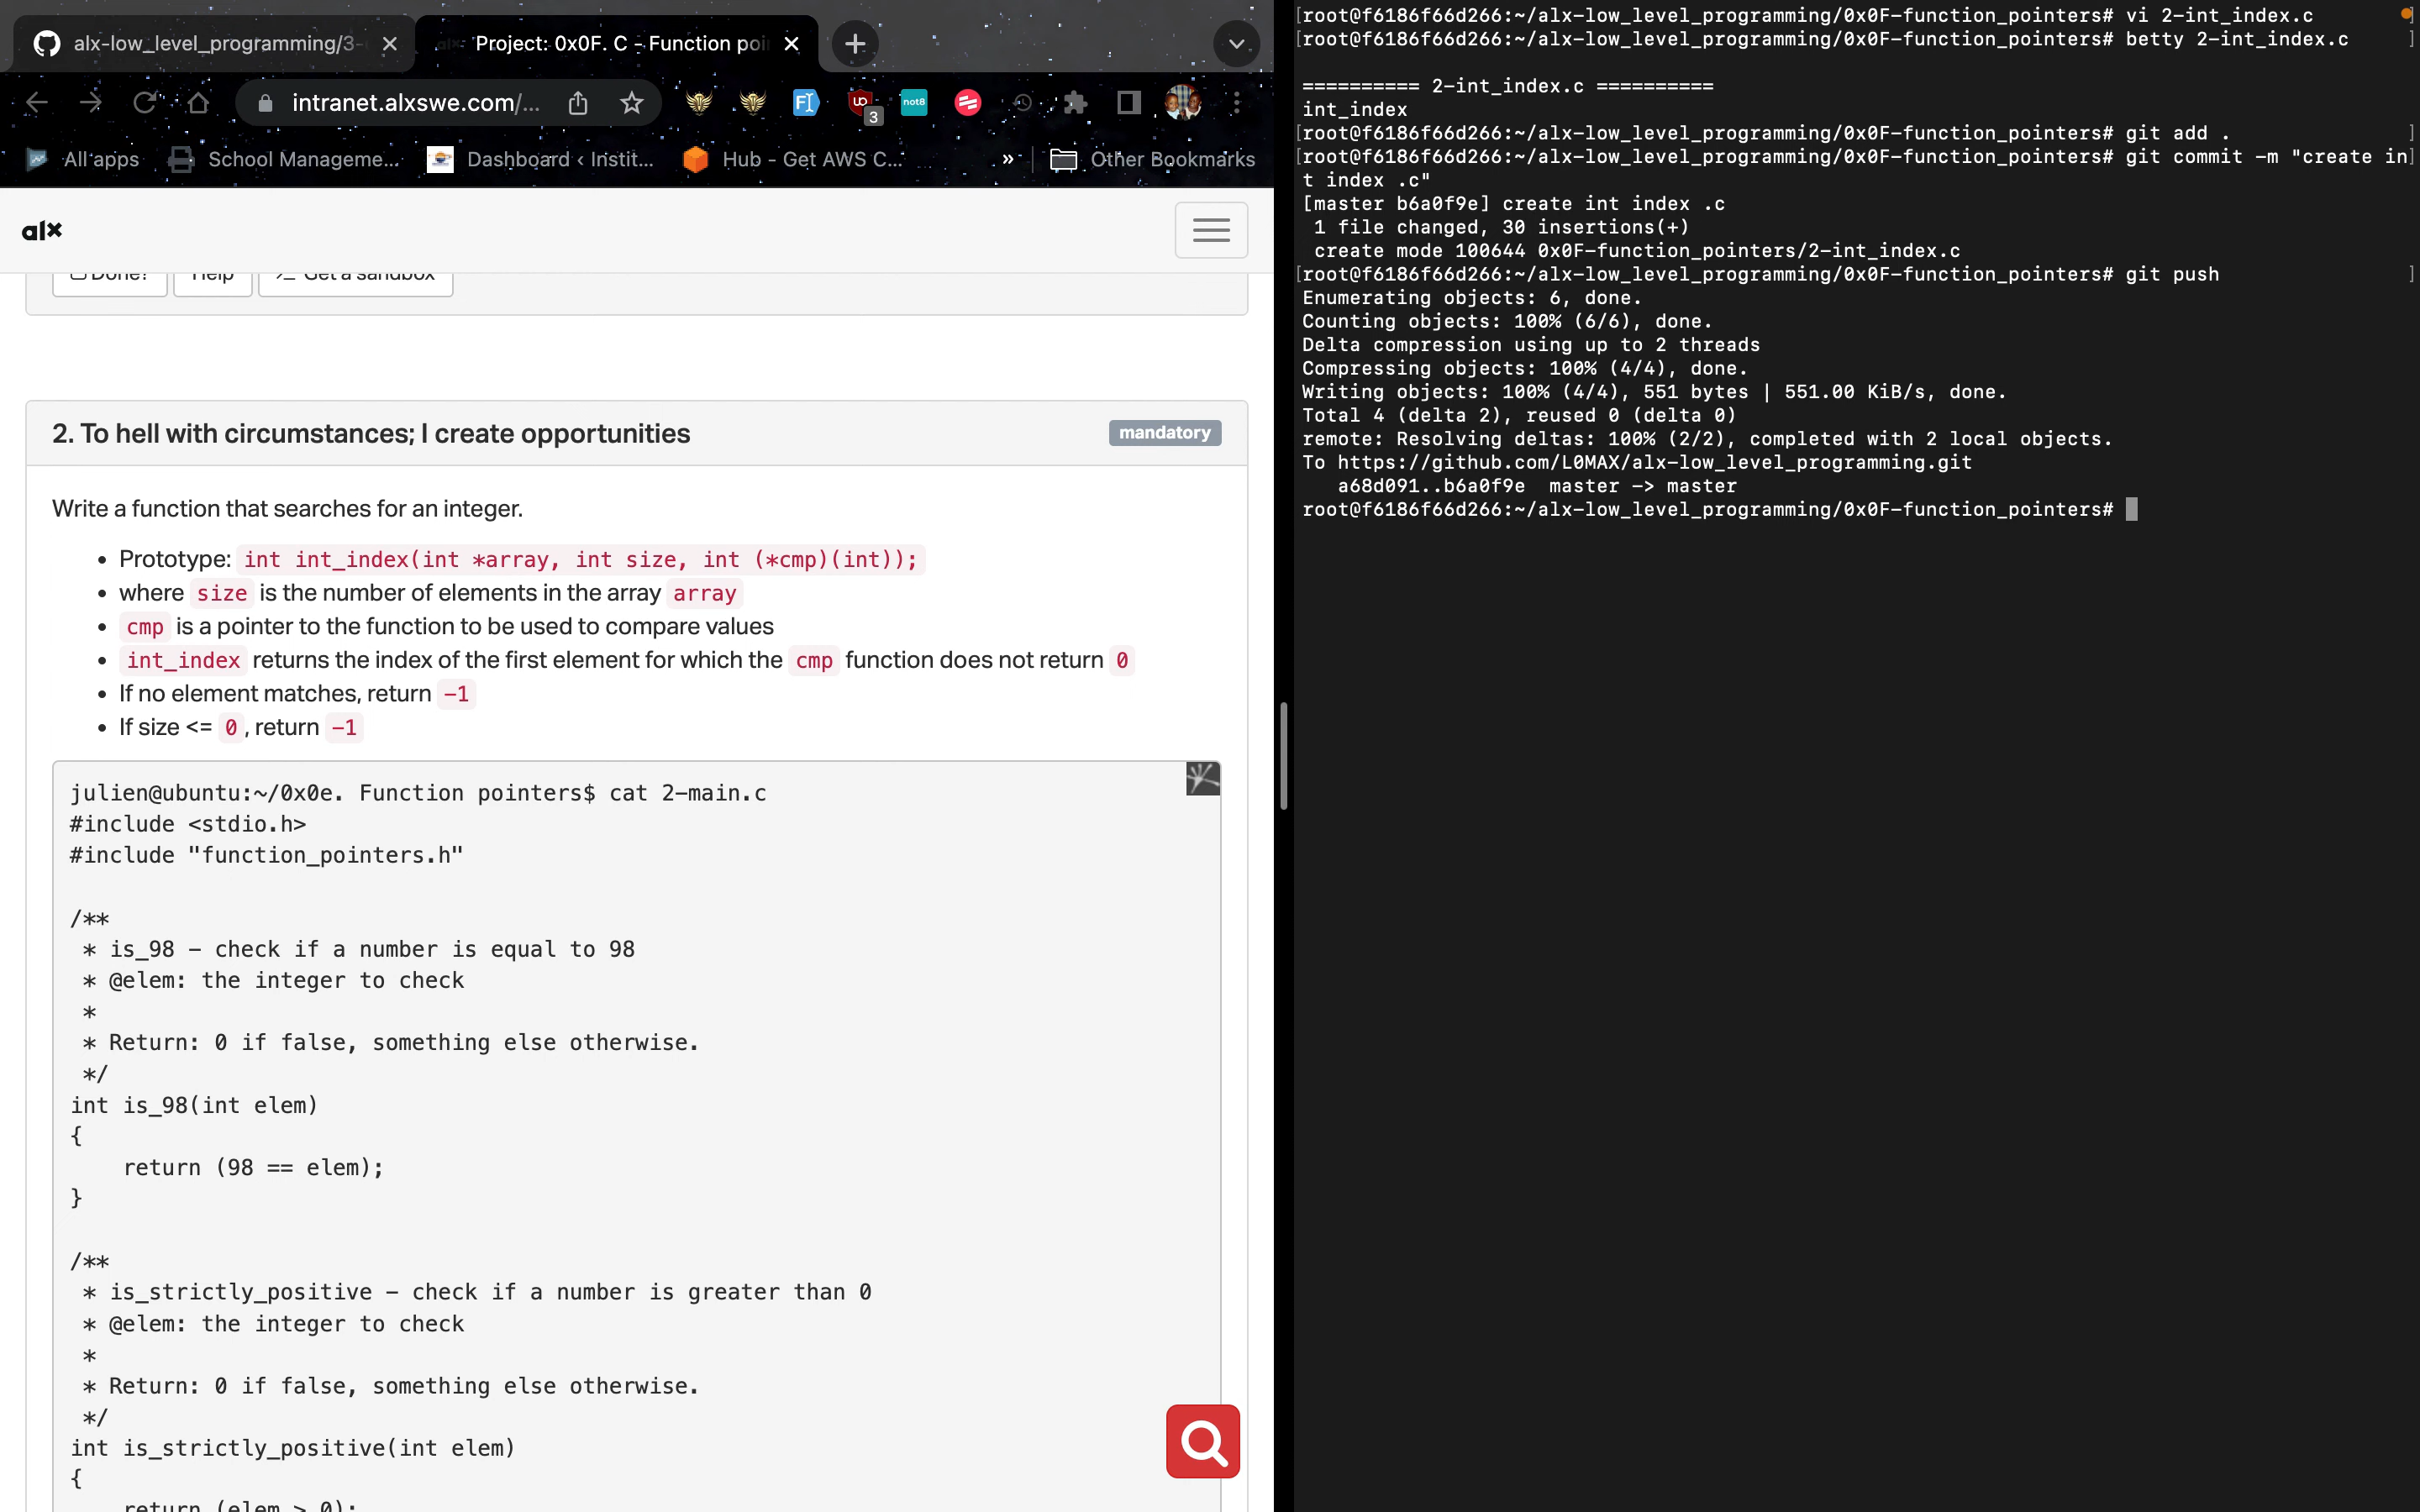 alx-low_level_programming/3-
Project: 0x0F. C - Function poi
intranet.alxswe.com/...
3
not8
All apps
School Manageme...
Dashboard ‹ Instit...
Hub - Get AWS C...
»
Other Bookmarks
alx
Done?
Help
>_ Get a sandbox
2. To hell with circumstances; I create opportunities
mandatory
Write a function that searches for an integer.
• Prototype: int int_index(int *array, int size, int (*cmp)(int));
• where size is the number of elements in the array array
• cmp is a pointer to the function to be used to compare values
• int_index returns the index of the first element for which the cmp function does not return 0
• If no element matches, return -1
• If size <= 0, return -1
julien@ubuntu:~/0x0e. Function pointers$ cat 2-main.c
#include <stdio.h>
#include "function_pointers.h"
/**
 * is_98 - check if a number is equal to 98
 * @elem: the integer to check
 *
 * Return: 0 if false, something else otherwise.
 */
int is_98(int elem)
{
    return (98 == elem);
}
/**
 * is_strictly_positive - check if a number is greater than 0
 * @elem: the integer to check
 *
 * Return: 0 if false, something else otherwise.
 */
int is_strictly_positive(int elem)
{
    return (elem > 0);
[root@f6186f66d266:~/alx-low_level_programming/0x0F-function_pointers# vi 2-int_index.c ]
[root@f6186f66d266:~/alx-low_level_programming/0x0F-function_pointers# betty 2-int_index.c ]
========== 2-int_index.c ==========
int_index
[root@f6186f66d266:~/alx-low_level_programming/0x0F-function_pointers# git add . ]
[root@f6186f66d266:~/alx-low_level_programming/0x0F-function_pointers# git commit -m "create in]
t index .c"
[master b6a0f9e] create int index .c
 1 file changed, 30 insertions(+)
 create mode 100644 0x0F-function_pointers/2-int_index.c
[root@f6186f66d266:~/alx-low_level_programming/0x0F-function_pointers# git push ]
Enumerating objects: 6, done.
Counting objects: 100% (6/6), done.
Delta compression using up to 2 threads
Compressing objects: 100% (4/4), done.
Writing objects: 100% (4/4), 551 bytes | 551.00 KiB/s, done.
Total 4 (delta 2), reused 0 (delta 0)
remote: Resolving deltas: 100% (2/2), completed with 2 local objects.
To https://github.com/L0MAX/alx-low_level_programming.git
   a68d091..b6a0f9e  master -> master
root@f6186f66d266:~/alx-low_level_programming/0x0F-function_pointers#